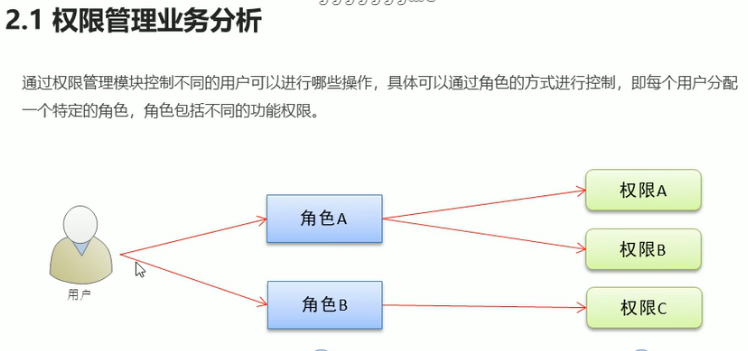 2.1 权限管理业务分析
通过权限管理模块控制不同的用户可以进行哪些操作，具体可以通过角色的方式进行控制，即每个用户分配
一个特定的角色，角色包括不同的功能权限。
权限A
角色A
权限B
用户
角色B
权限C